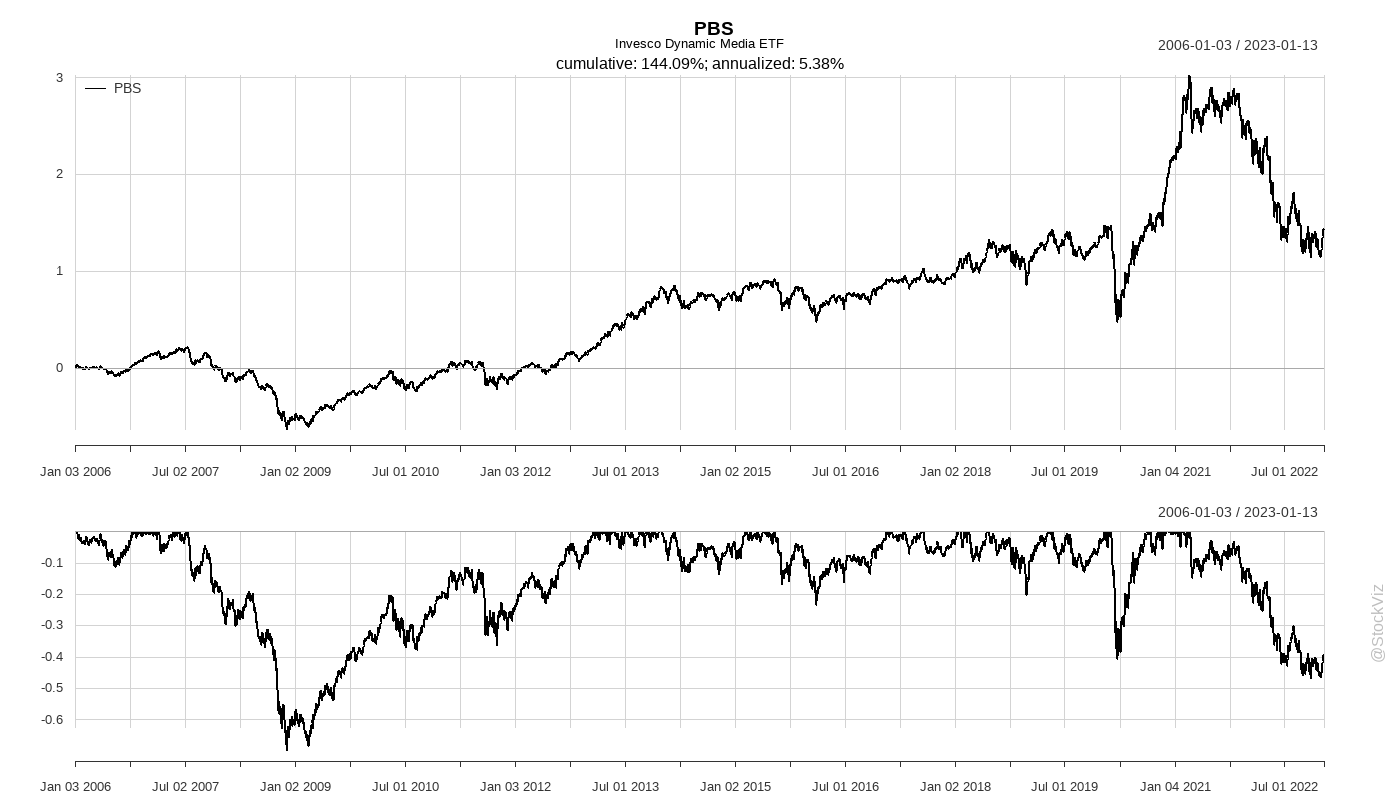 PBS
Invesco Dynamic Media ETF
cumulative: 144.09%; annualized: 5.38%
2006-01-03 / 2023-01-13
PBS
3
2
1
0
Jan 03 2006 Jul 02 2007 Jan 02 2009 Jul 01 2010 Jan 03 2012 Jul 01 2013 Jan 02 2015 Jul 01 2016 Jan 02 2018 Jul 01 2019 Jan 04 2021 Jul 01 2022
2006-01-03 / 2023-01-13
-0.1
-0.2
-0.3
-0.4
-0.5
-0.6
Jan 03 2006 Jul 02 2007 Jan 02 2009 Jul 01 2010 Jan 03 2012 Jul 01 2013 Jan 02 2015 Jul 01 2016 Jan 02 2018 Jul 01 2019 Jan 04 2021 Jul 01 2022
@StockViz